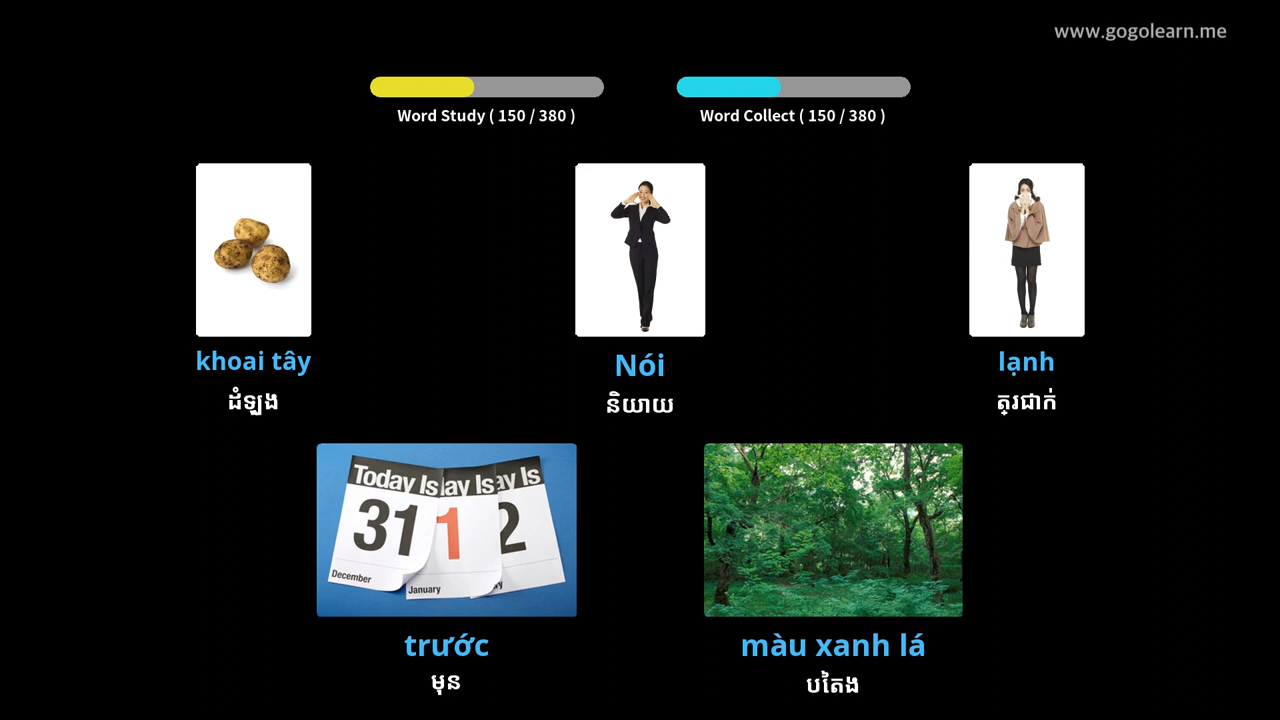 www.gogolearn.me
Word Study ( 150 / 380 )
Word Collect ( 150 / 380 )
khoai tây
Nói
lạnh
ដំឡូង
និយាយ
ត្រជាក់
Today Is
ay Is
ay Is
31
1
2
December
January
trước
màu xanh lá
មុន
បតៃង